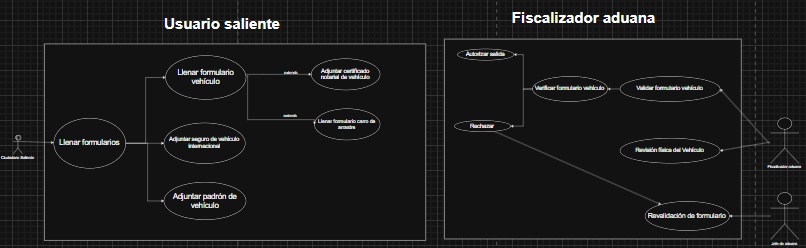 Usuario saliente
Fiscalizador aduana
Llenar formulario
vehículo
Adjuntar certificado
notarial de vehículo
Llenar formulario carro de
arrastre
Llenar formularios
Adjuntar seguro de vehículo
internacional
Adjuntar padrón de
vehículo
Ciudadano Saliente
Autorizar salida
Verificar formulario vehículo
Validar formulario vehículo
Rechazar
Revisión física del Vehículo
Revalidación de formulario
Fiscalizador aduana
Jefe de aduana